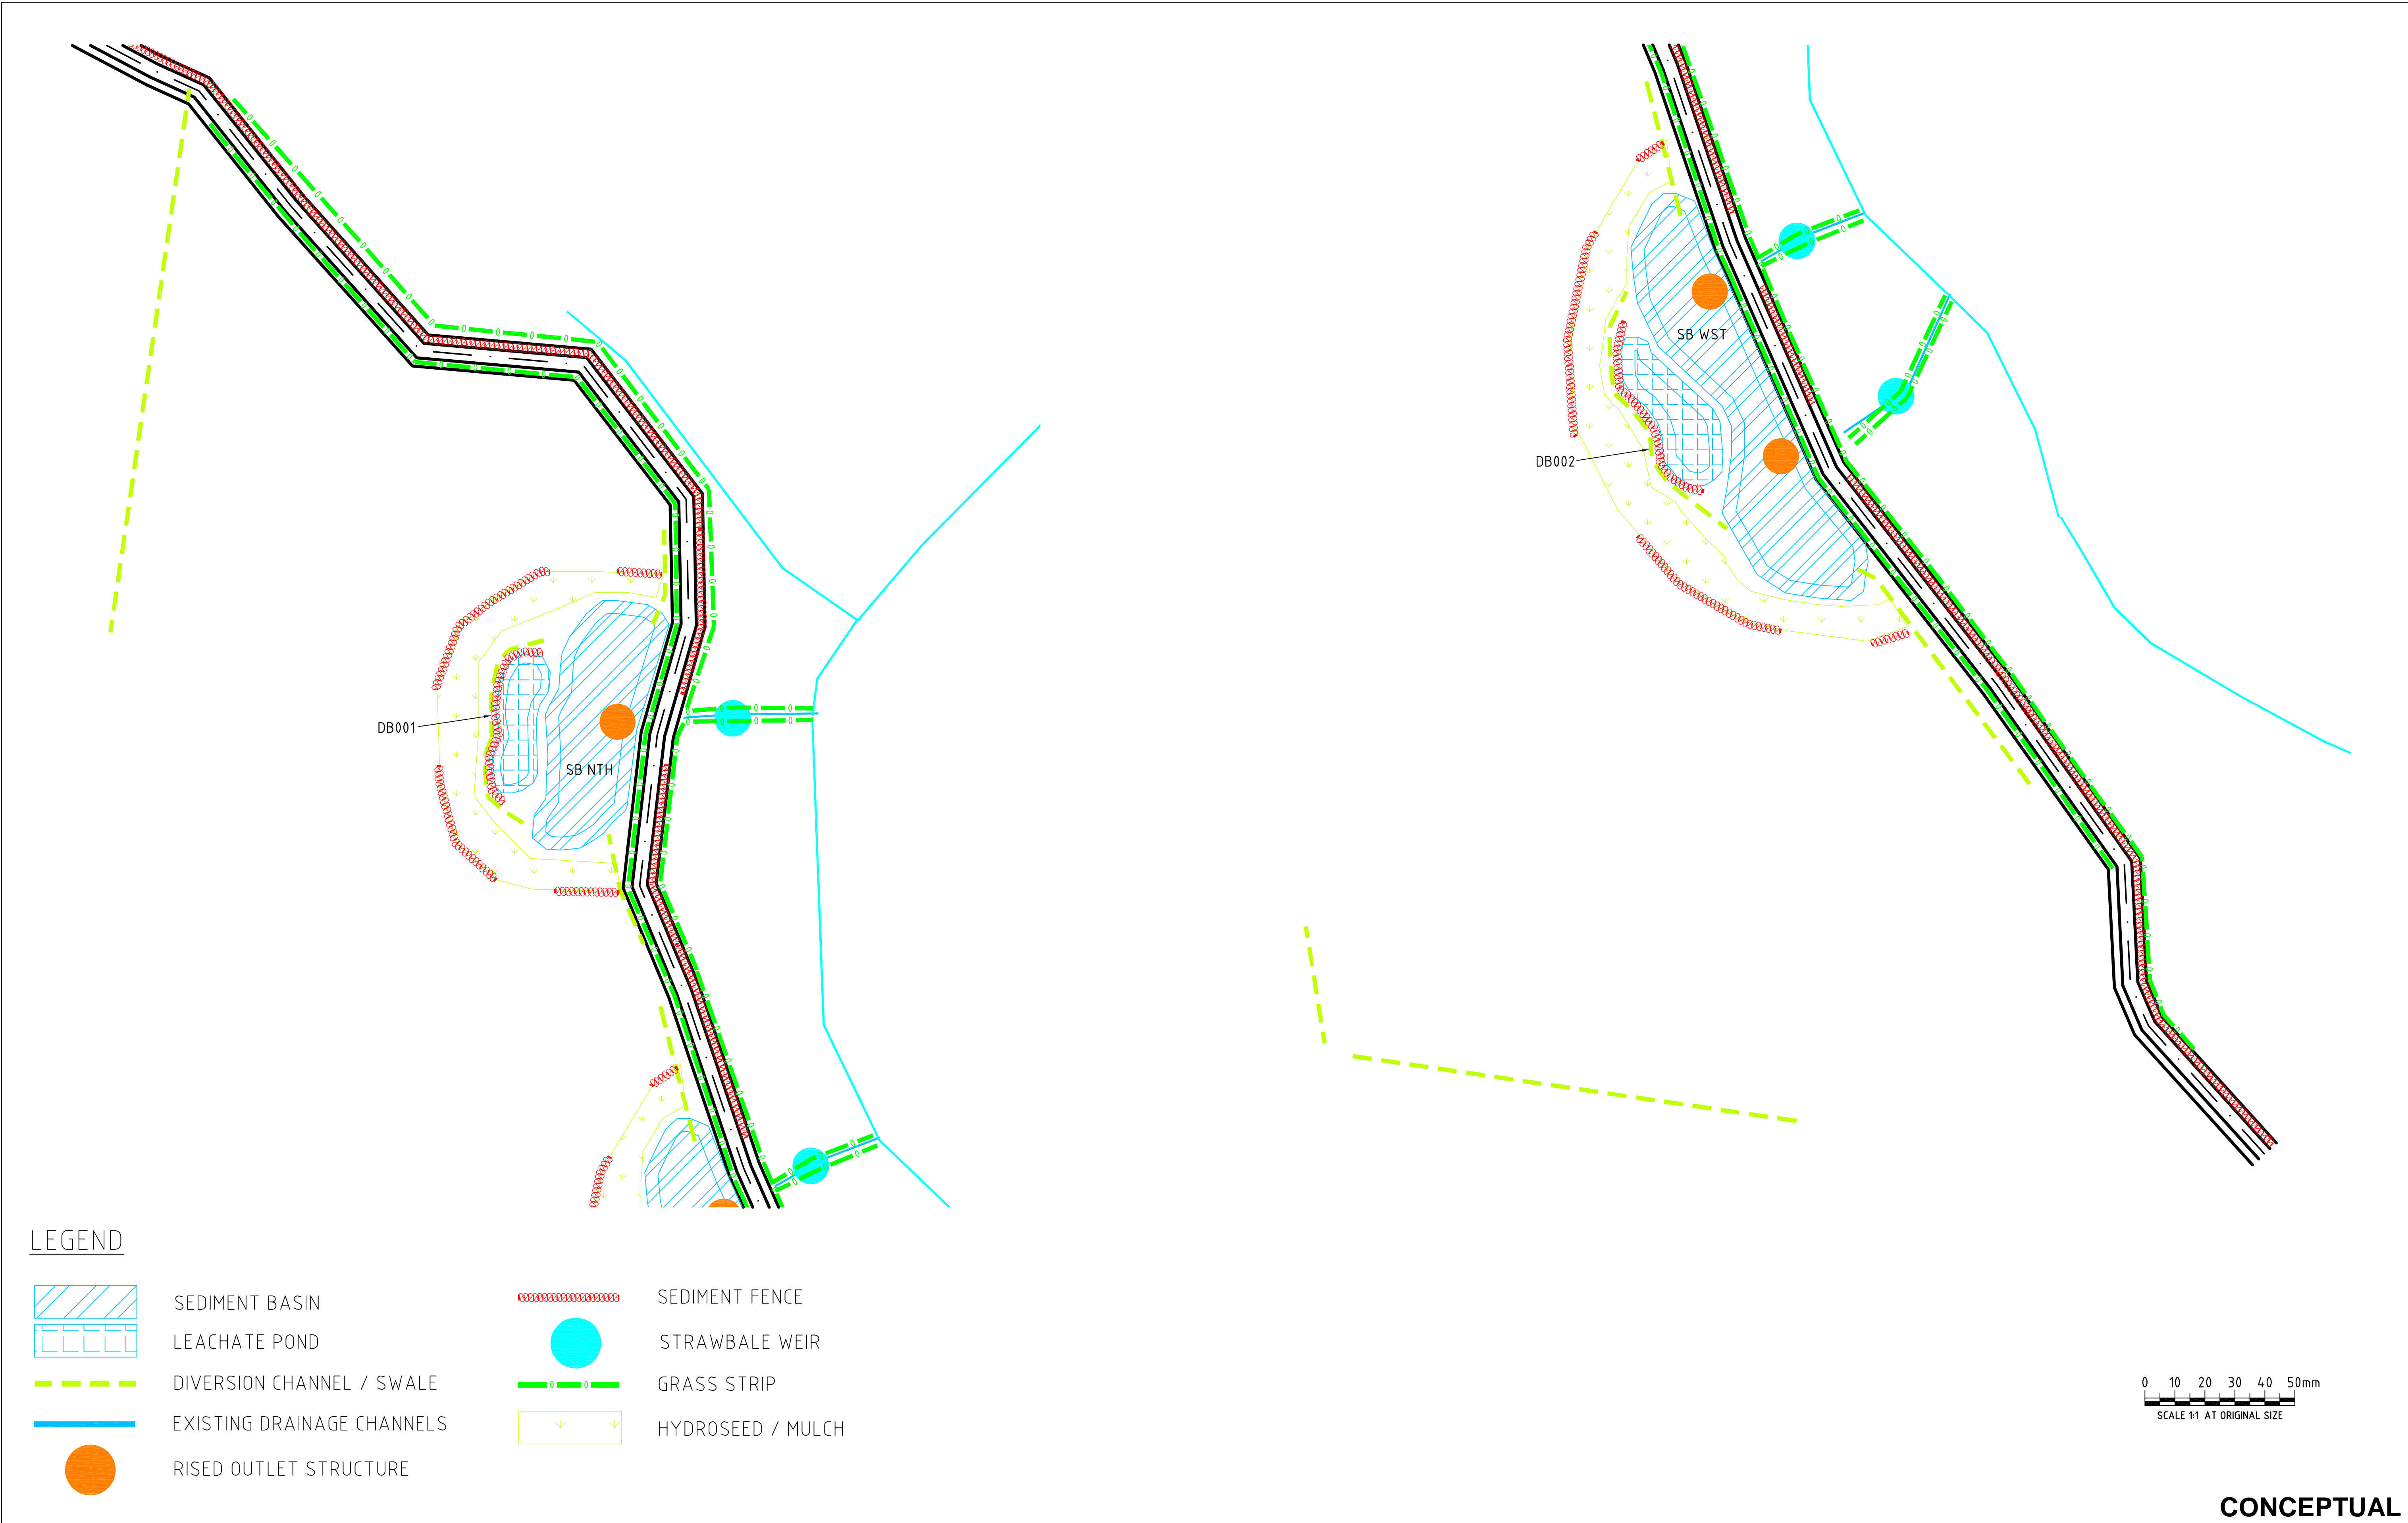 SB WST
DB002
DB001
SB NTH
LEGEND
SEDIMENT BASIN
LEACHATE POND
DIVERSION CHANNEL / SWALE
EXISTING DRAINAGE CHANNELS
RISED OUTLET STRUCTURE
SEDIMENT FENCE
STRAWBALE WEIR
GRASS STRIP
HYDROSEED / MULCH
0 10 20 30 40 50mm
SCALE 1:1 AT ORIGINAL SIZE
CONCEPTUAL